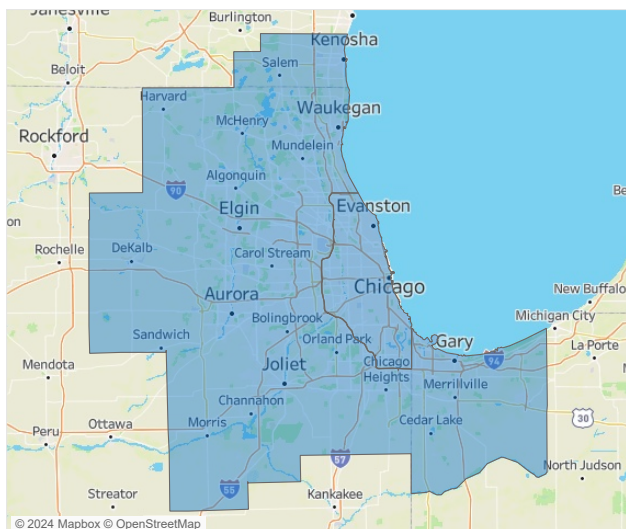 Janesville
Burlington
Kenosha
Beloit
Salem
Harvard
Waukegan
McHenry
Rockford
Mundelein
Algonquin
90
Elgin
Evanston
Be
on
Rochelle
DeKalb
Carol Stream
Chicago
New Buffalo
Aurora
Michigan City
Bolingbrook
Sandwich
Orland Park
Gary
La Porte
Mendota
Joliet
Chicago
Heights
94
Merrillville
Channahon
30
Peru
Ottawa
Morris
Cedar Lake
57
North Judson
Streator
55
Kankakee
© 2024 Mapbox © OpenStreetMap